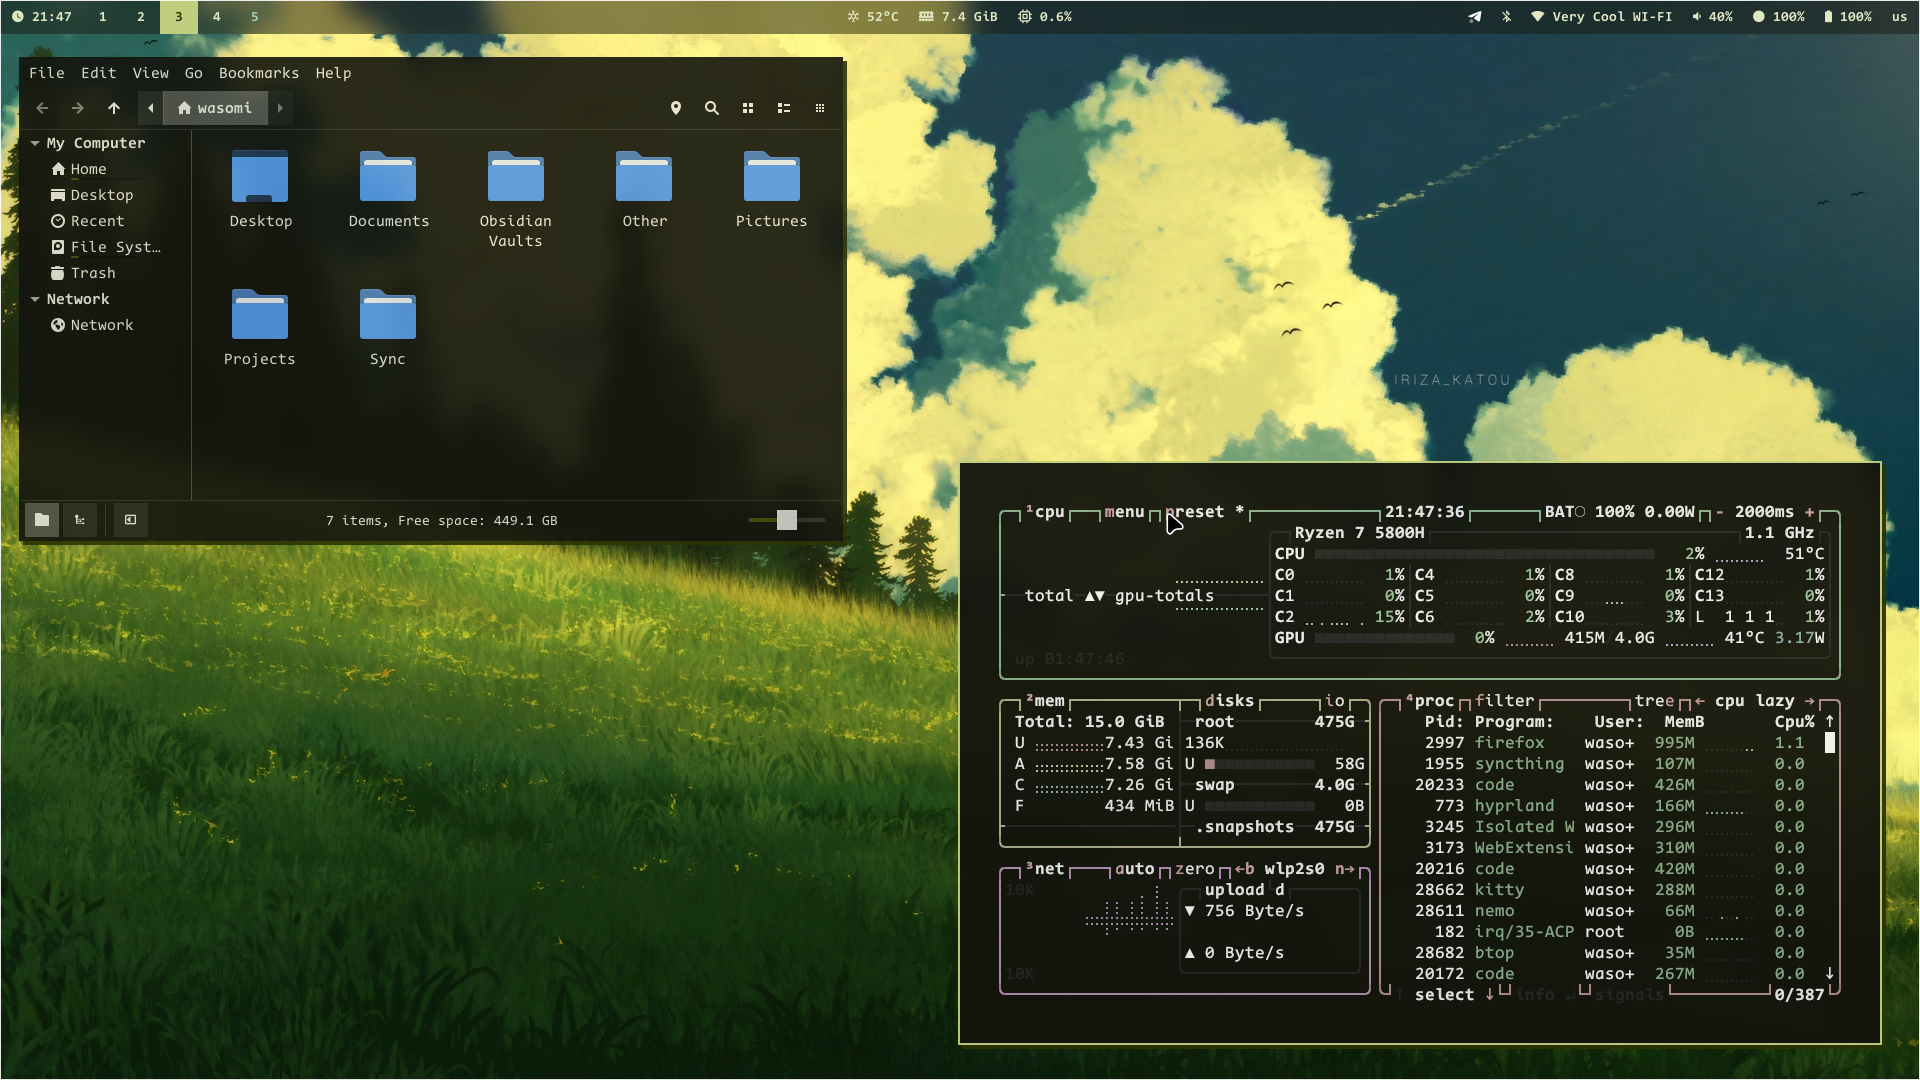 21:47 1 2 3 4 5 52°C 7.4 GiB 0.6% Very Cool WI-FI 40% 100% 100% us
File Edit View Go Bookmarks Help
wasomi
My Computer
Home
Desktop
Recent
File Syst…
Trash
Network
Network
Desktop Documents Obsidian Vaults Other Pictures
Projects Sync
7 items, Free space: 449.1 GB
IRIZA_KATOU
¹cpu menu preset * 21:47:36 BAT 100% 0.00W - 2000ms +
Ryzen 7 5800H 1.1 GHz
CPU 2% 51°C
C0 1% C4 1% C8 1% C12 1%
total ▲▼ gpu-totals
C1 0% C5 0% C9 0% C13 0%
C2 15% C6 2% C10 3% L 1 1 1 1%
GPU 0% 415M 4.0G 41°C 3.17W
up 01:47:46
²mem disks io
Total: 15.0 GiB root 475G
U 7.43 Gi 136K
A 7.58 Gi U 58G
C 7.26 Gi swap 4.0G
F 434 MiB U 0B
.snapshots 475G
³net auto zero ←b wlp2s0 n→
10K upload d
▼ 756 Byte/s
▲ 0 Byte/s
10K
⁴proc filter tree ← cpu lazy →
Pid: Program: User: MemB Cpu% ↑
2997 firefox waso+ 995M 1.1
1955 syncthing waso+ 107M 0.0
20233 code waso+ 426M 0.0
773 hyprland waso+ 166M 0.0
3245 Isolated W waso+ 296M 0.0
3173 WebExtensi waso+ 310M 0.0
20216 code waso+ 420M 0.0
28662 kitty waso+ 288M 0.0
28611 nemo waso+ 66M 0.0
182 irq/35-ACP root 0B 0.0
28682 btop waso+ 35M 0.0
20172 code waso+ 267M 0.0 ↓
↑ select ↓ info ↵ signals 0/387